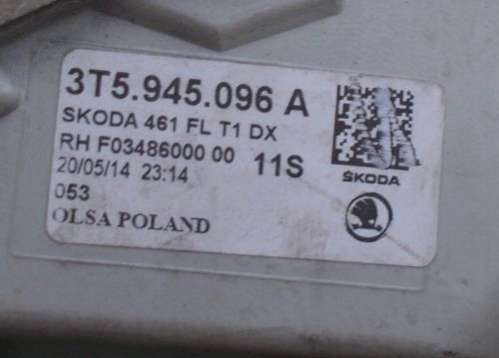 3T5.945.096 A
SKODA 461 FL T1 DX
RH F03486000 00 11S
20/05/14 23:14
053
OLSA POLAND
ŠKODA